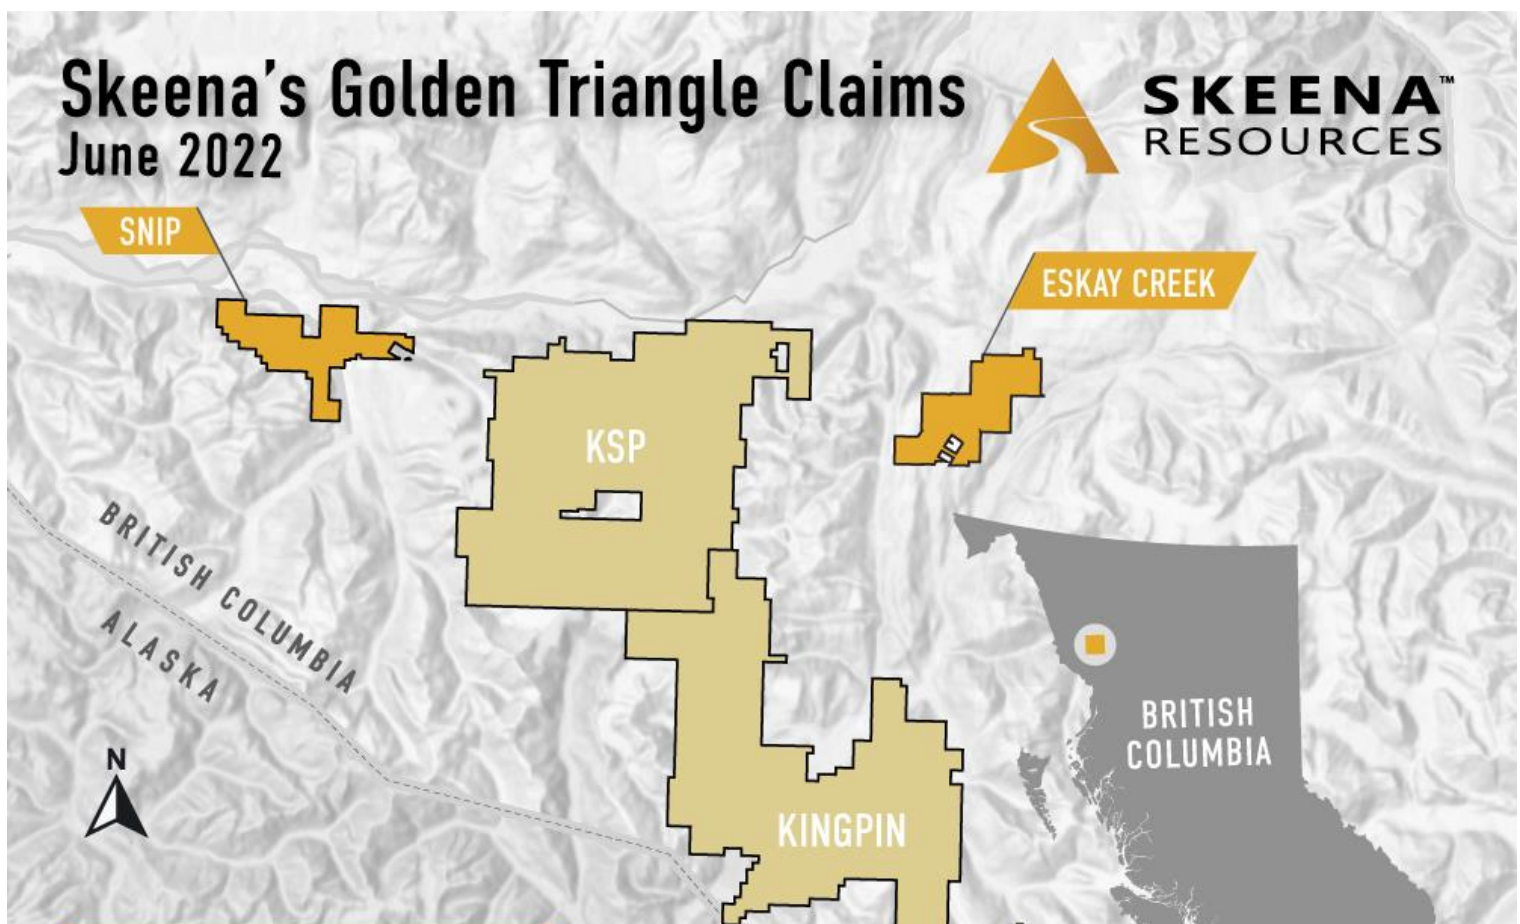 Skeena's Golden Triangle Claims
June 2022
SKEENA™
RESOURCES
SNIP
ESKAY CREEK
KSP
BRITISH COLUMBIA
ALASKA
BRITISH
COLUMBIA
N
KINGPIN